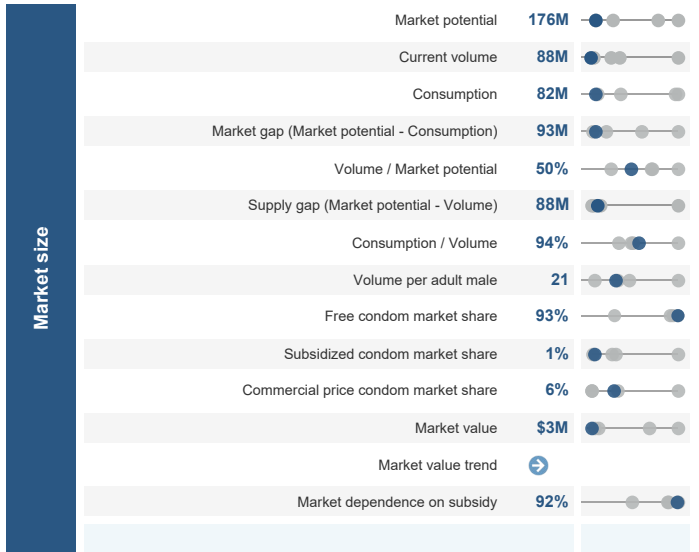 Market size
Market potential 176M
Current volume 88M
Consumption 82M
Market gap (Market potential - Consumption) 93M
Volume / Market potential 50%
Supply gap (Market potential - Volume) 88M
Consumption / Volume 94%
Volume per adult male 21
Free condom market share 93%
Subsidized condom market share 1%
Commercial price condom market share 6%
Market value $3M
Market value trend
Market dependence on subsidy 92%